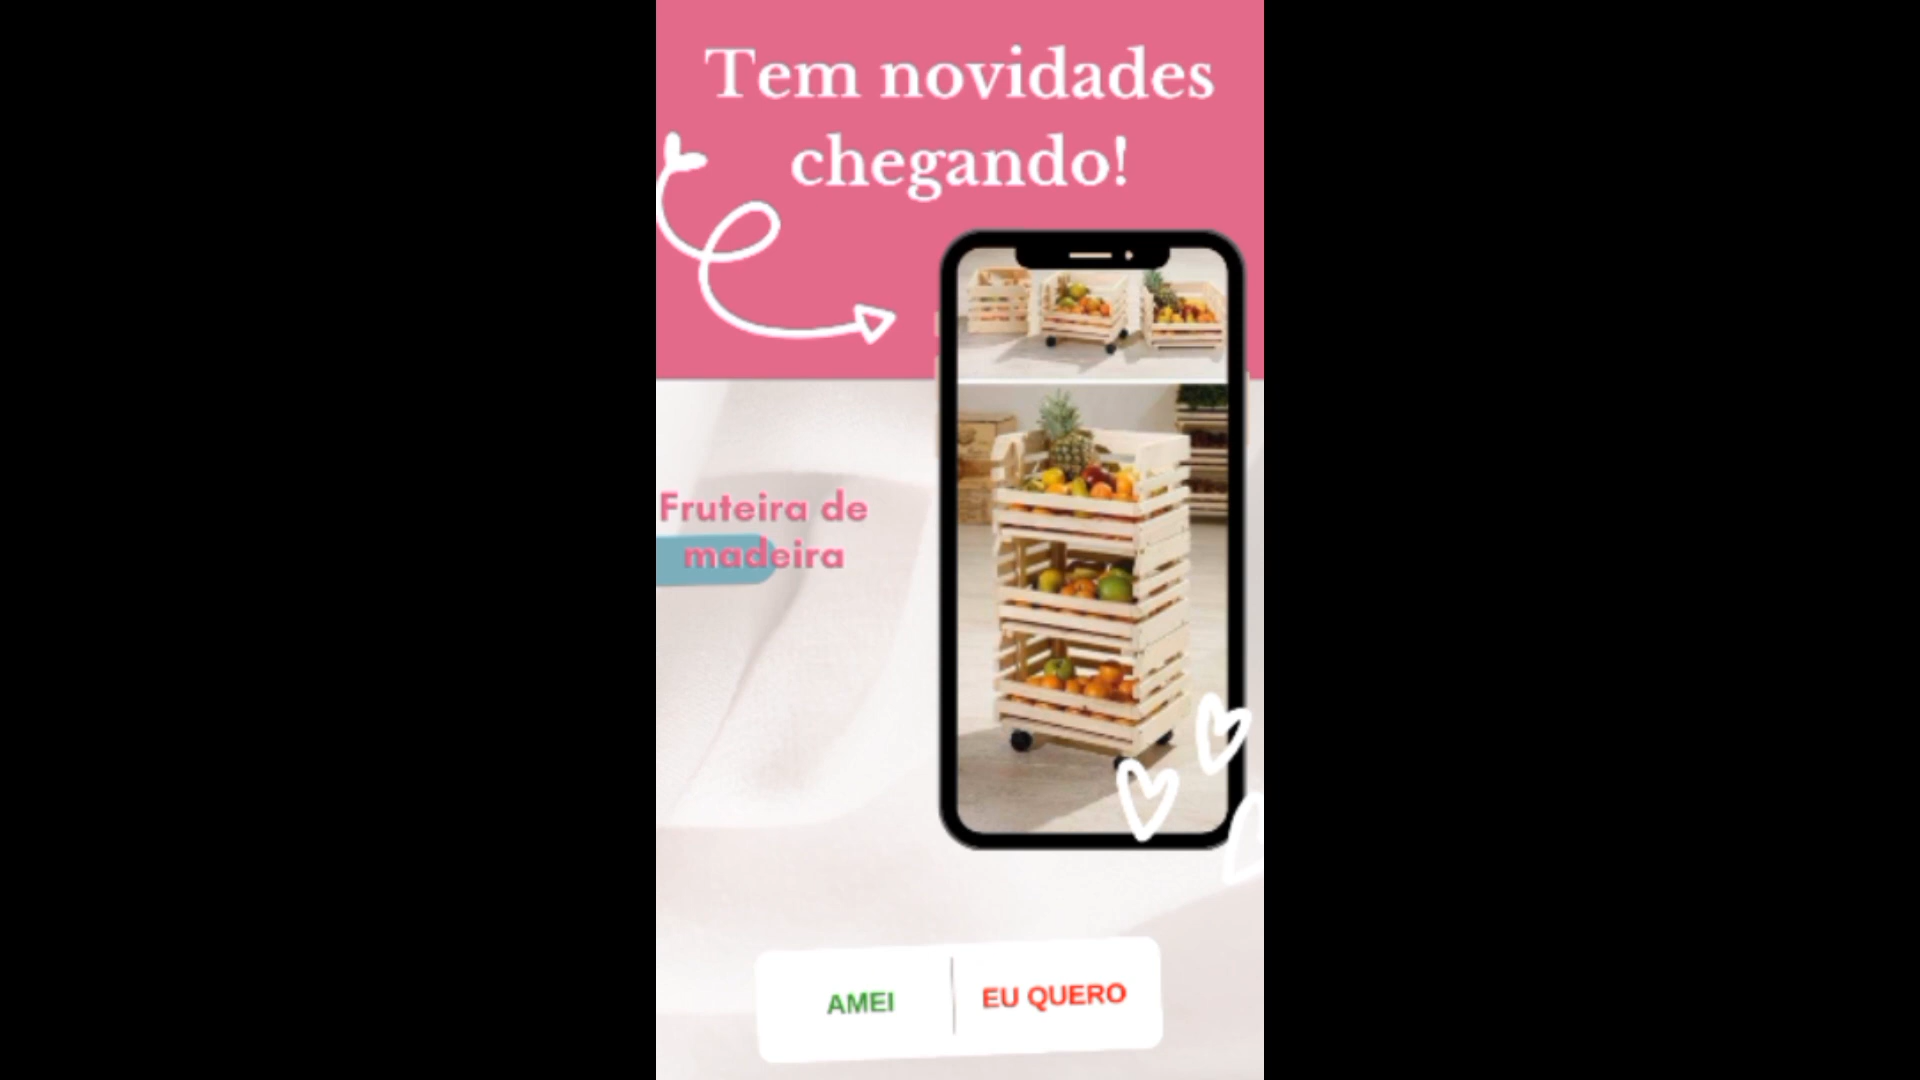 Tem novidades
chegando!
Fruteira de
madeira
AMEI
EU QUERO